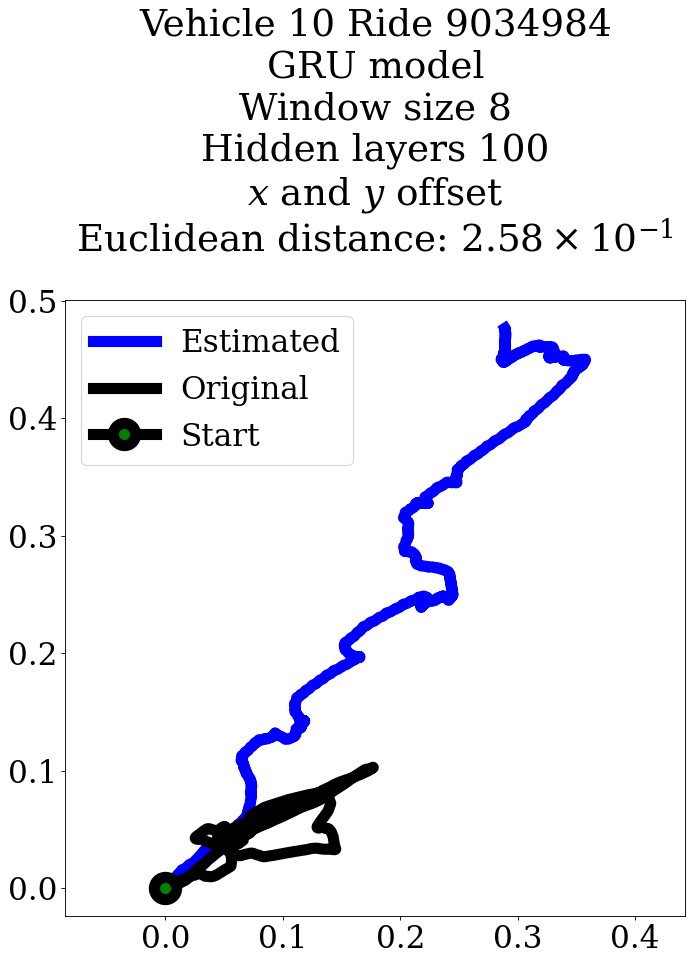 Vehicle 10 Ride 9034984
GRU model
Window size 8
Hidden layers 100
x and y offset
Euclidean distance: 2.58 × 10⁻¹
Estimated
Original
Start
0.5
0.4
0.3
0.2
0.1
0.0
0.0 0.1 0.2 0.3 0.4